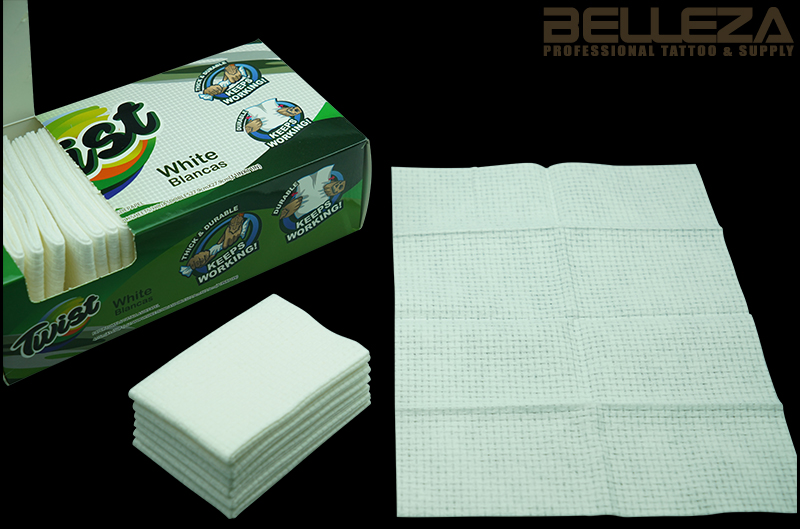 BELLEZA
PROFESSIONAL TATTOO & SUPPLY
Twist
White
Blancas
THICK & DURABLE
KEEPS
WORKING!
DURABLE
KEEPS
WORKING!
THICK & DURABLE
KEEPS
WORKING!
DURABLE
KEEPS
WORKING!
Twist
White
Blancas